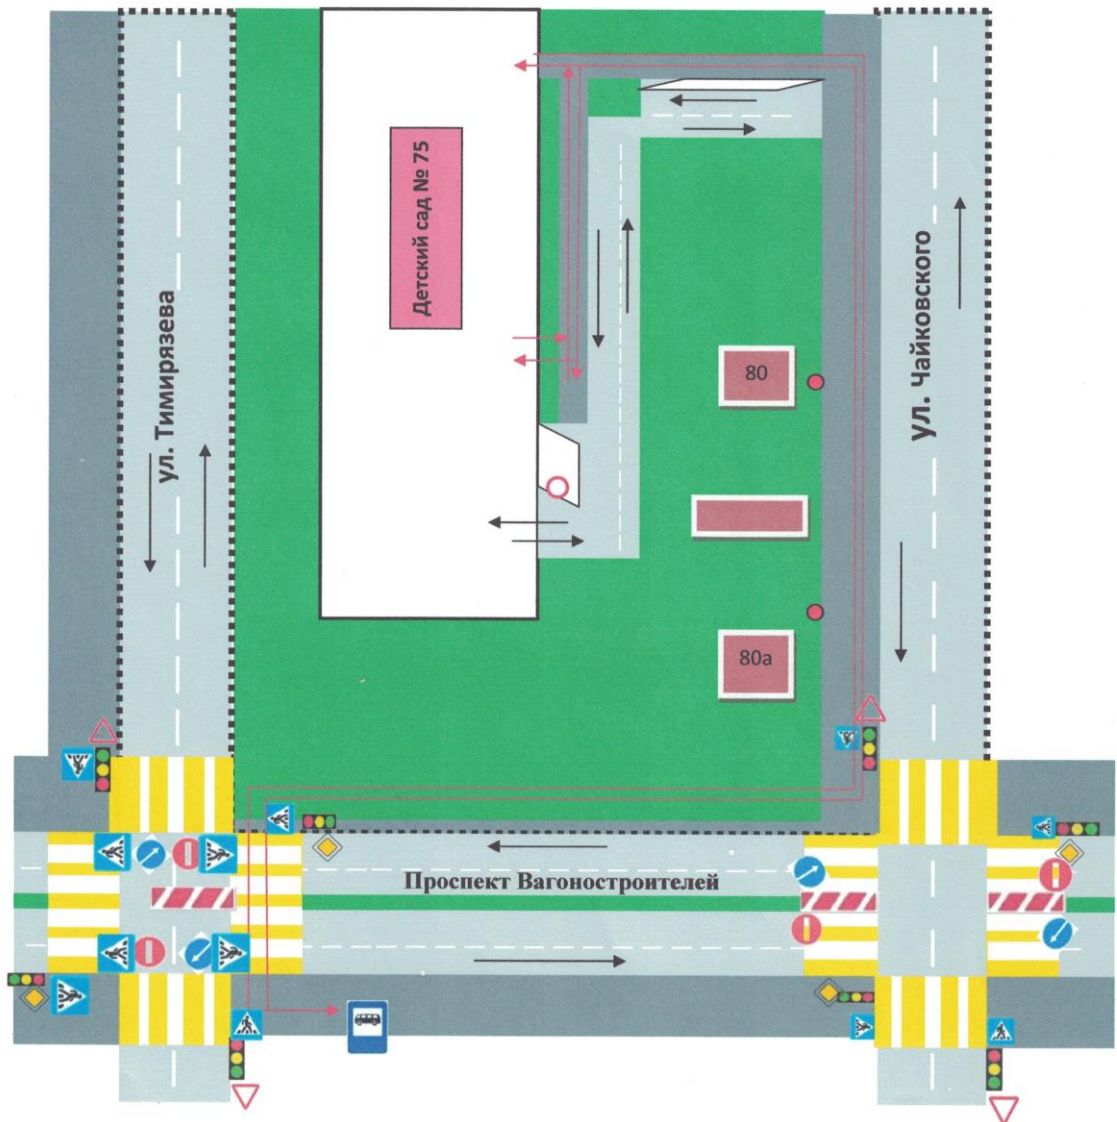 Детский сад № 75
ул. Тимирязева
ул. Чайковского
80
80а
Проспект Вагоностроителей